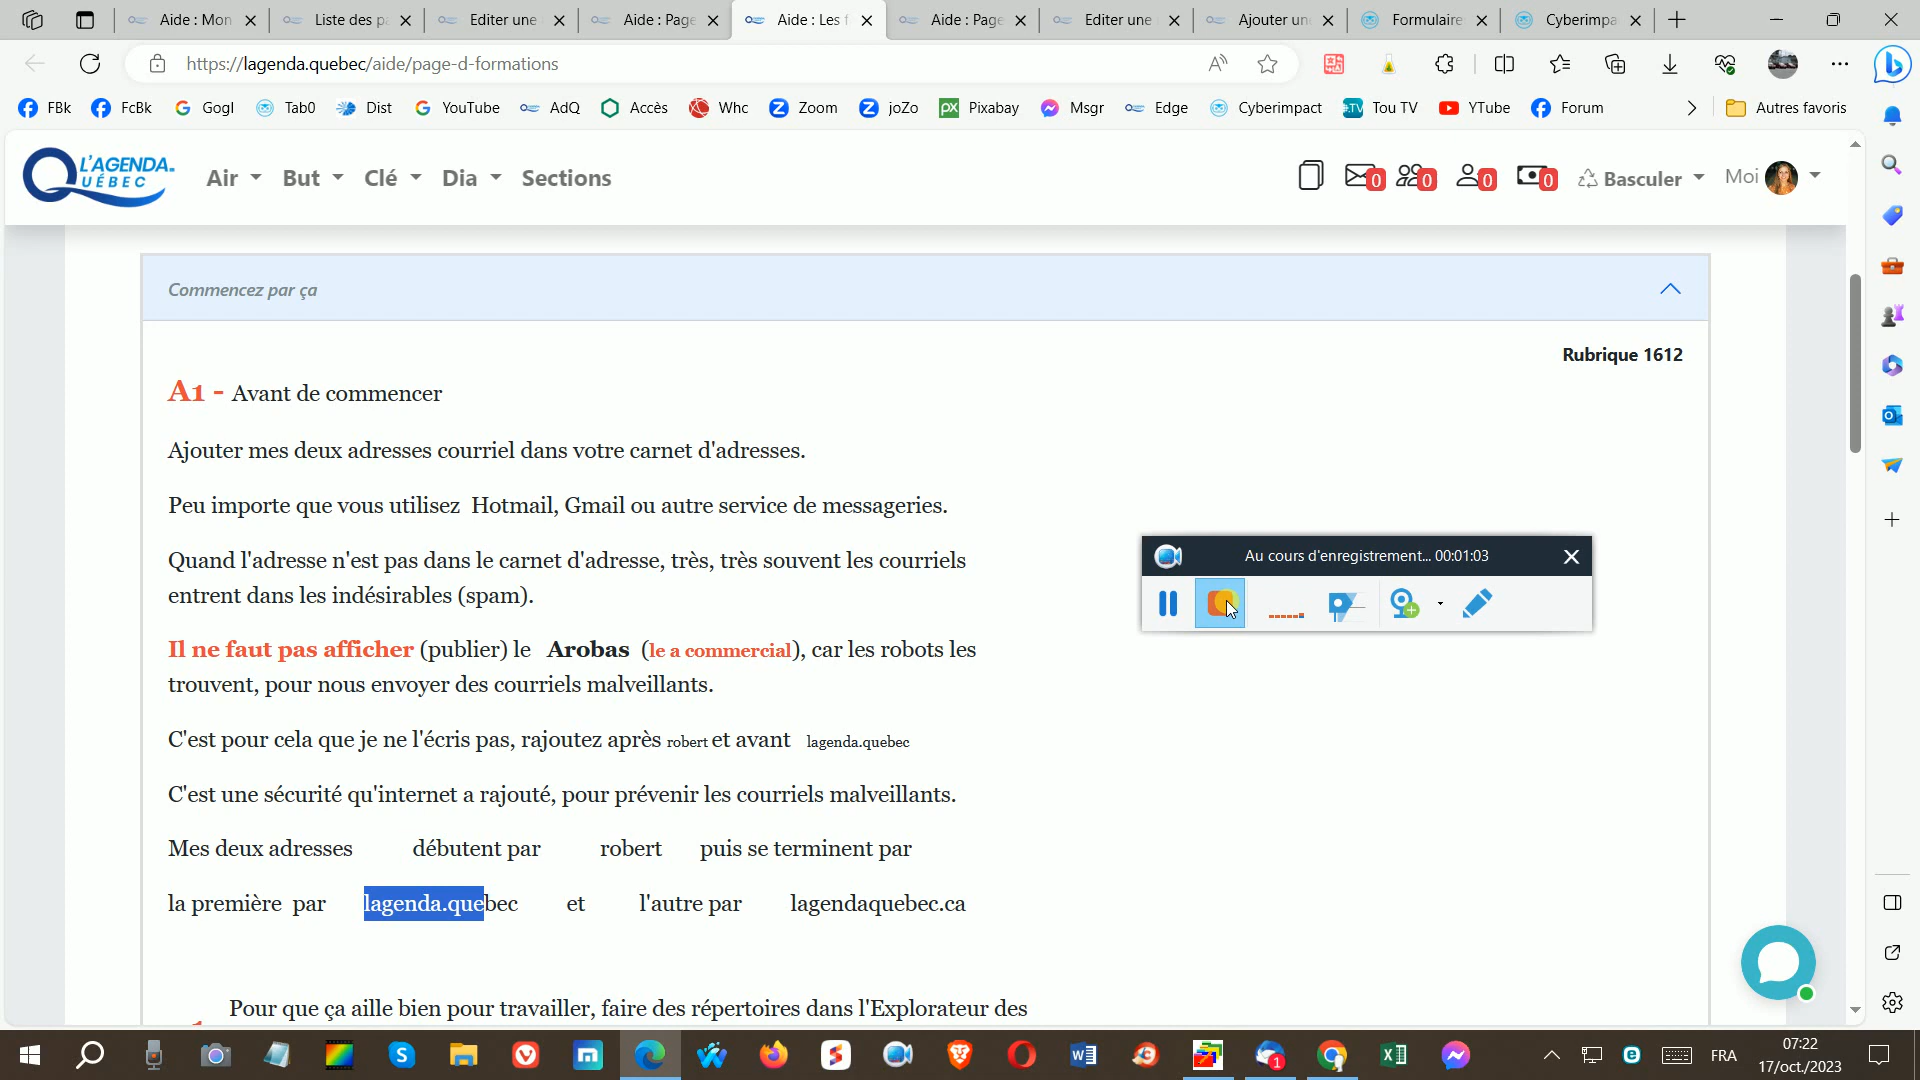 Aide : Mon
Liste des p
Editer une
Aide : Page
Aide : Les f
Aide : Page
Editer une
Ajouter un
Formulaire
Cyberimpa
https://lagenda.quebec/aide/page-d-formations
FBk
FcBk
Gogl
Tab0
Dist
YouTube
AdQ
Accès
Whc
Zoom
joZo
Pixabay
Msgr
Edge
Cyberimpact
Tou TV
YTube
Forum
Autres favoris
L'AGENDA.
UÉBEC
Air
But
Clé
Dia
Sections
0
0
0
0
Basculer
Moi
Commencez par ça
Rubrique 1612
A1 - Avant de commencer
Ajouter mes deux adresses courriel dans votre carnet d'adresses.
Peu importe que vous utilisez Hotmail, Gmail ou autre service de messageries.
Quand l'adresse n'est pas dans le carnet d'adresse, très, très souvent les courriels
entrent dans les indésirables (spam).
Il ne faut pas afficher (publier) le Arobas (le a commercial), car les robots les
trouvent, pour nous envoyer des courriels malveillants.
C'est pour cela que je ne l'écris pas, rajoutez après robert et avant lagenda.quebec
C'est une sécurité qu'internet a rajouté, pour prévenir les courriels malveillants.
Mes deux adresses débutent par robert puis se terminent par
la première par lagenda.quebec et l'autre par lagendaquebec.ca
Pour que ça aille bien pour travailler, faire des répertoires dans l'Explorateur des
Au cours d'enregistrement... 00:01:03
FRA
07:22
17/oct./2023